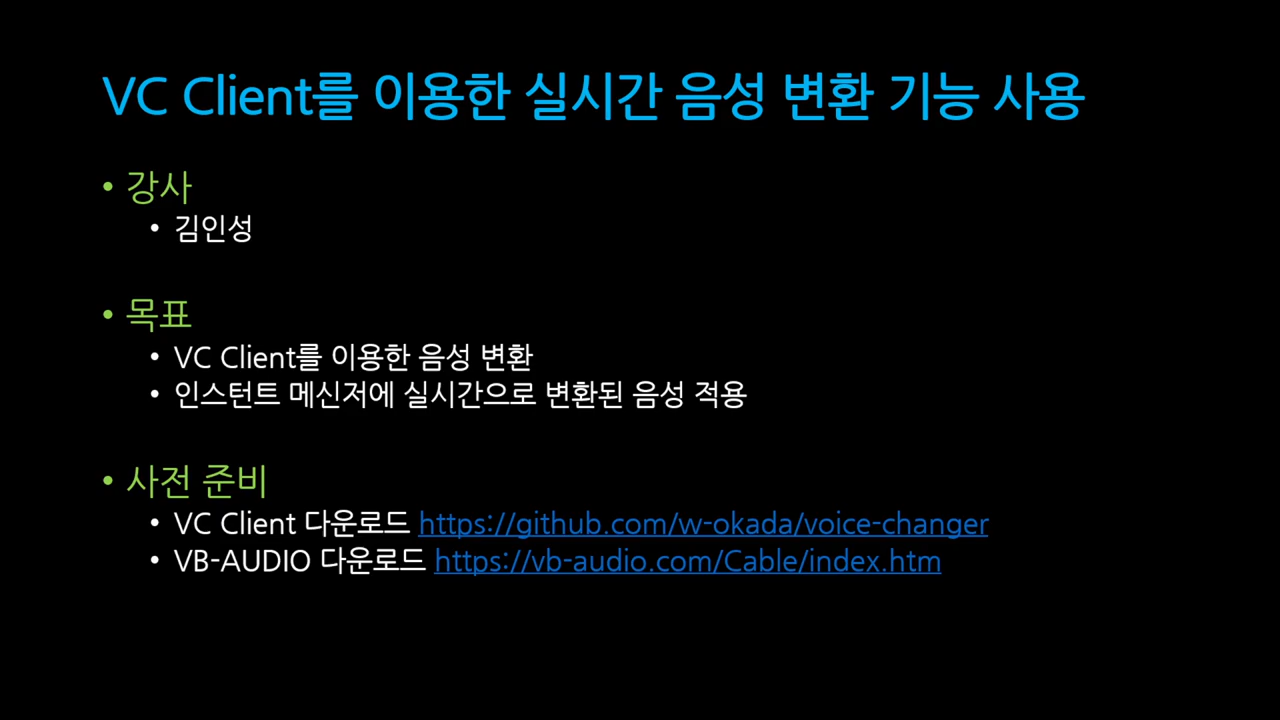 VC Client를 이용한 실시간 음성 변환 기능 사용
• 강사
• 김인성
• 목표
• VC Client를 이용한 음성 변환
• 인스턴트 메신저에 실시간으로 변환된 음성 적용
• 사전 준비
• VC Client 다운로드 https://github.com/w-okada/voice-changer
• VB-AUDIO 다운로드 https://vb-audio.com/Cable/index.htm